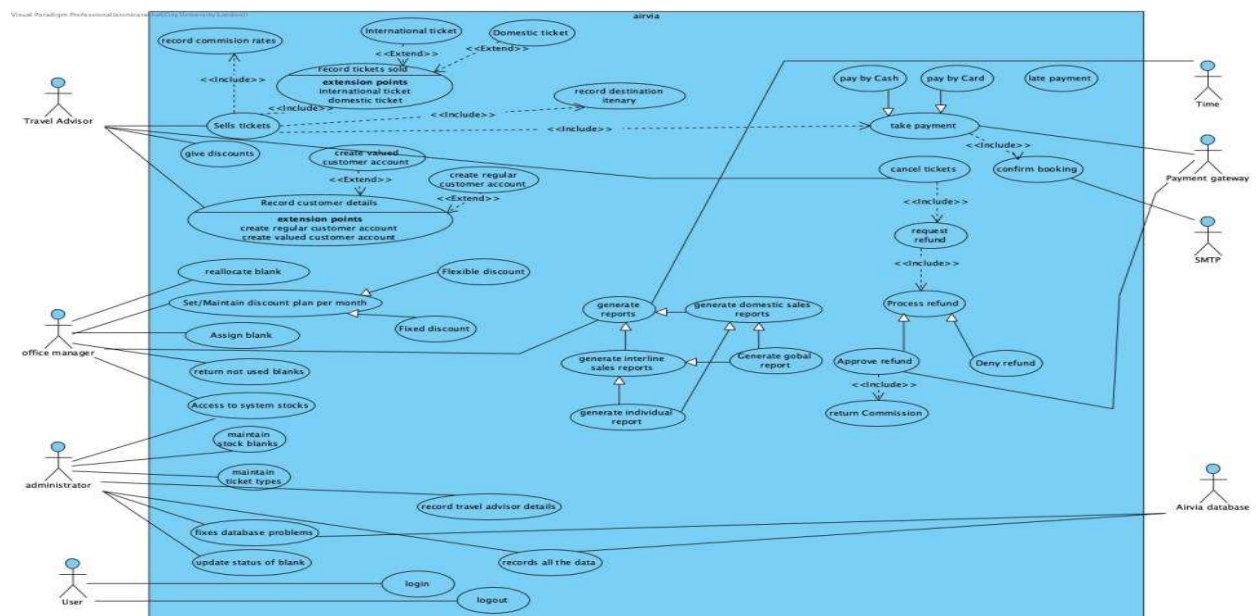 Visual Paradigm Professional
City University London
airvia
record commision rates
International ticket
Domestic ticket
<<Extend>>
<<Extend>>
<<Include>>
record tickets sold
extension points
international ticket
domestic ticket
<<Include>>
record destination
itenary
<<Include>>
<<Include>>
pay by Cash
pay by Card
late payment
Time
Travel Advisor
Sells tickets
take payment
give discounts
create valued
customer account
<<Extend>>
create regular
customer account
<<Extend>>
<<Include>>
cancel tickets
confirm booking
Payment gateway
Record customer details
extension points
create regular customer account
create valued customer account
<<Include>>
request
refund
SMTP
<<Include>>
reallocate blank
Flexible discount
Set/Maintain discount plan per month
Fixed discount
generate
reports
generate domestic sales
reports
Process refund
office manager
Assign blank
generate interline
sales reports
Generate gobal
report
Approve refund
Deny refund
return not used blanks
<<Include>>
Access to system stocks
generate individual
report
return Commission
maintain
stock blanks
administrator
maintain
ticket types
record travel advisor details
Airvia database
fixes database problems
update status of blank
records all the data
login
User
logout